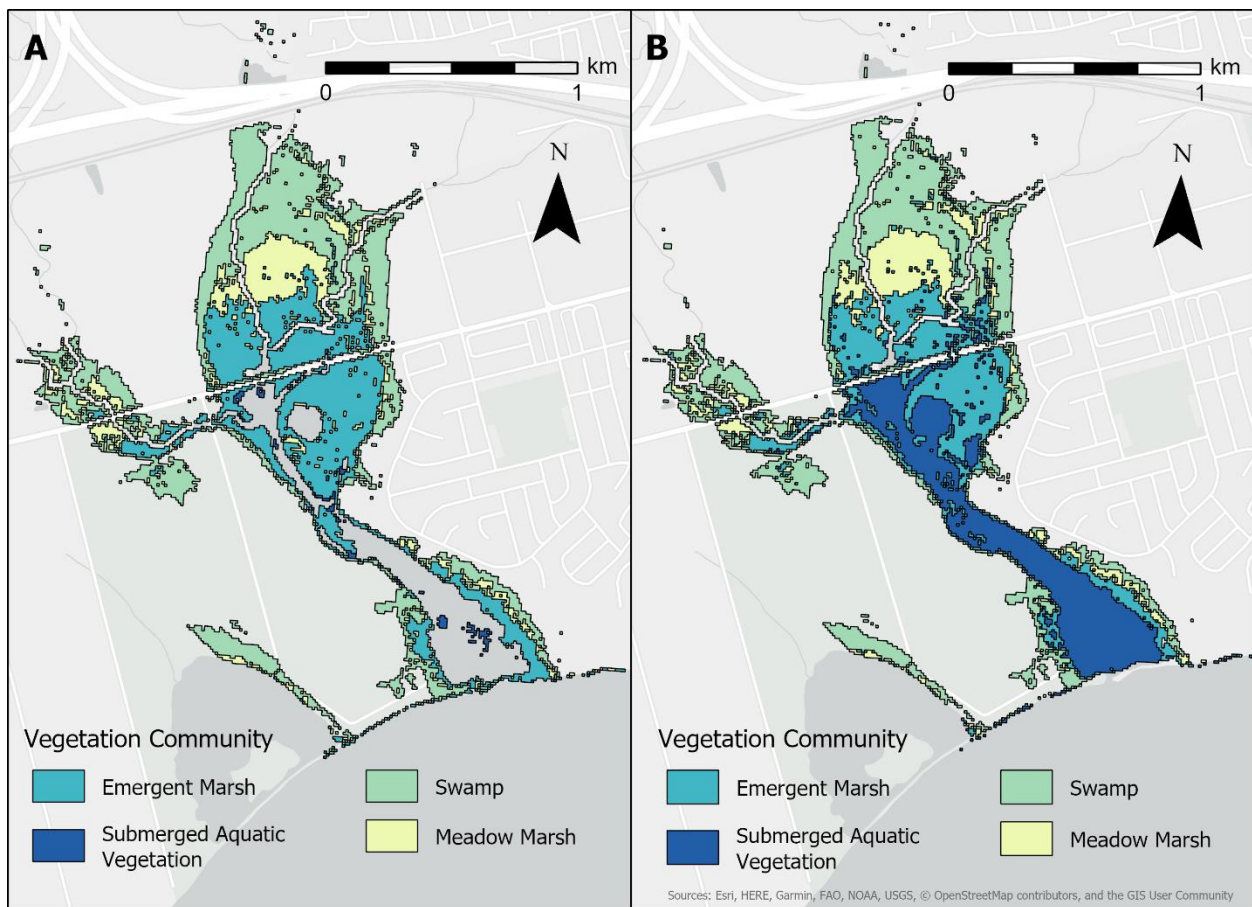 A
km
0 1
N
Vegetation Community
Emergent Marsh
Swamp
Submerged Aquatic
Vegetation
Meadow Marsh
B
km
0 1
N
Vegetation Community
Emergent Marsh
Swamp
Submerged Aquatic
Vegetation
Meadow Marsh
Sources: Esri, HERE, Garmin, FAO, NOAA, USGS, © OpenStreetMap contributors, and the GIS User Community